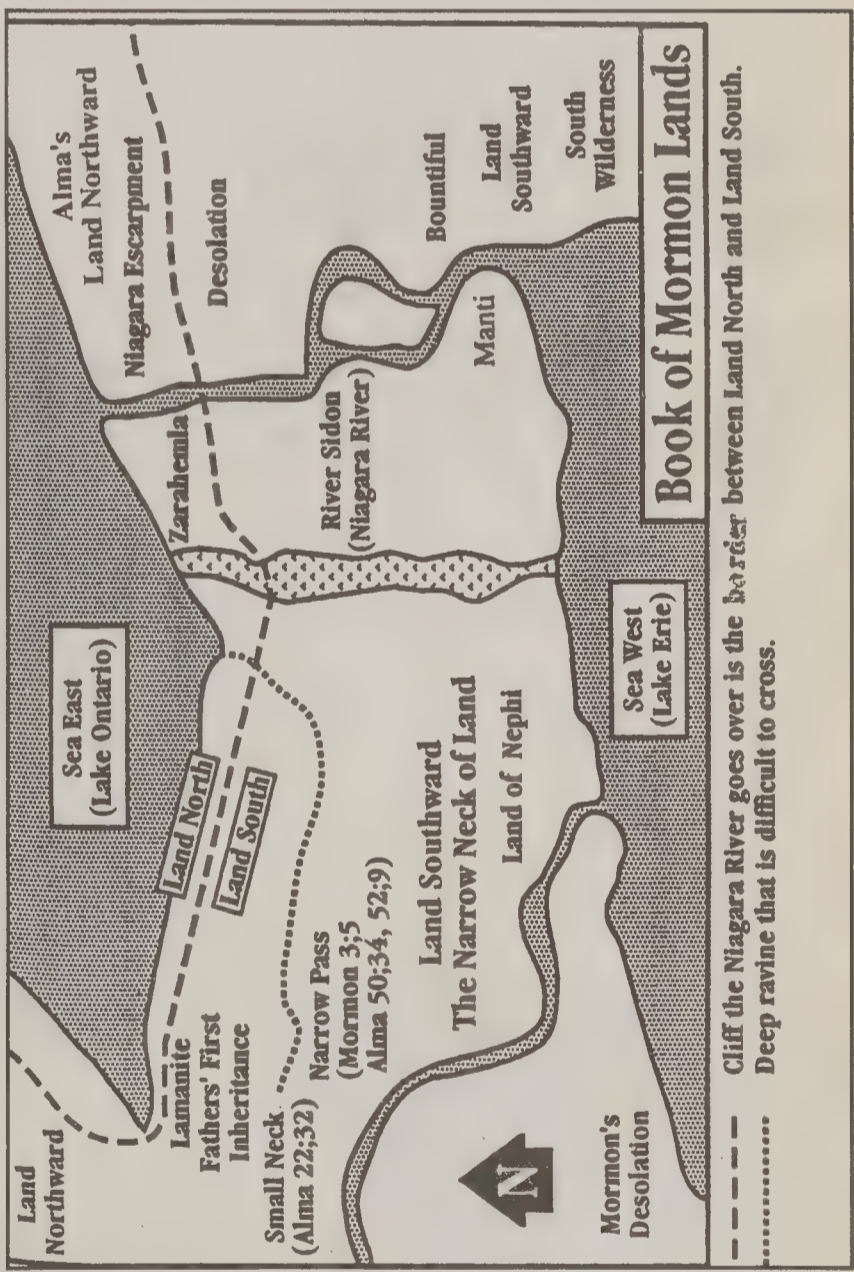 Land
Northward
Sea East
(Lake Ontario)
Alma's
Land Northward
Niagara Escarpment
Lamanite
Fathers' First
Inheritance
Land North
Land South
Zarahemla
Desolation
Small Neck
(Alma 22;32)
Narrow Pass
(Mormon 3;5
Alma 50;34, 52;9)
River Sidon
(Niagara River)
Land Southward
The Narrow Neck of Land
Land of Nephi
Bountiful
Manti
Land
Southward
N
South
Wilderness
Mormon's
Desolation
Sea West
(Lake Erie)
Book of Mormon Lands
Cliff the Niagara River goes over is the border between Land North and Land South.
Deep ravine that is difficult to cross.